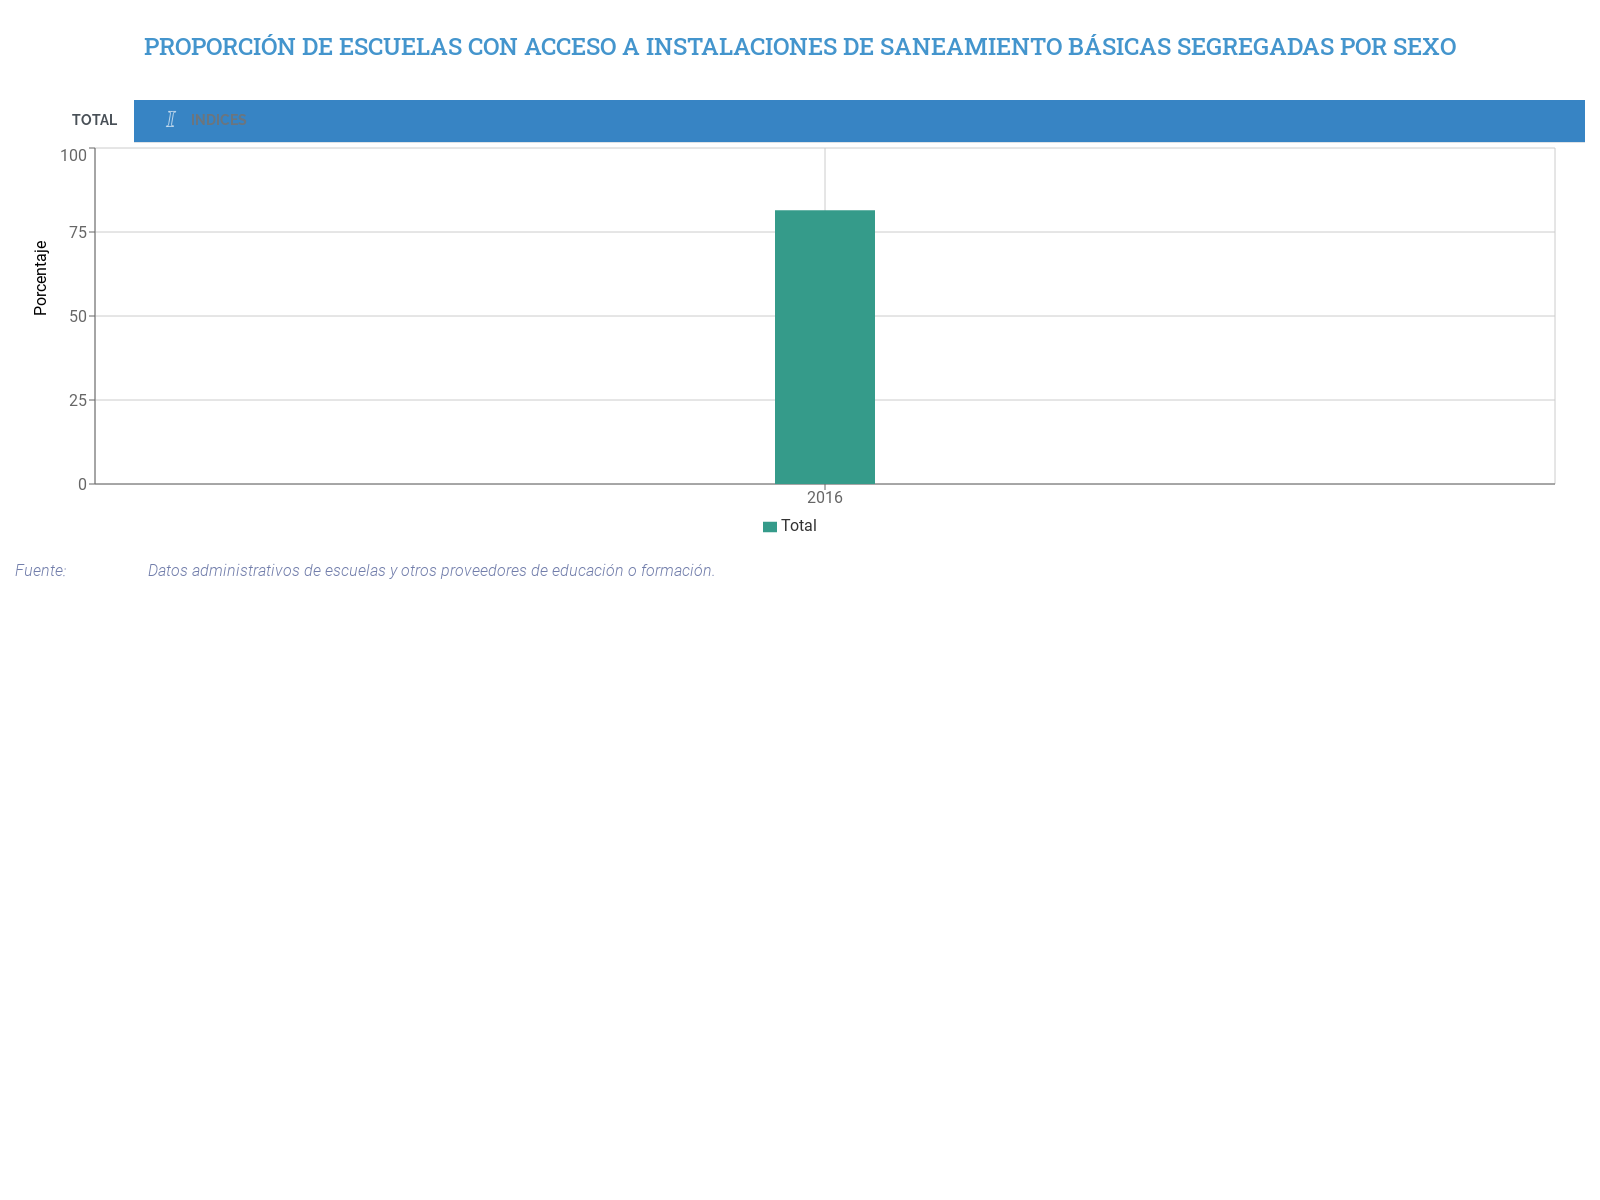 PROPORCIÓN DE ESCUELAS CON ACCESO A INSTALACIONES DE SANEAMIENTO BÁSICAS SEGREGADAS POR SEXO
TOTAL I INDICES
Porcentaje
100
75
50
25
0
2016
Total
Fuente: Datos administrativos de escuelas y otros proveedores de educación o formación.